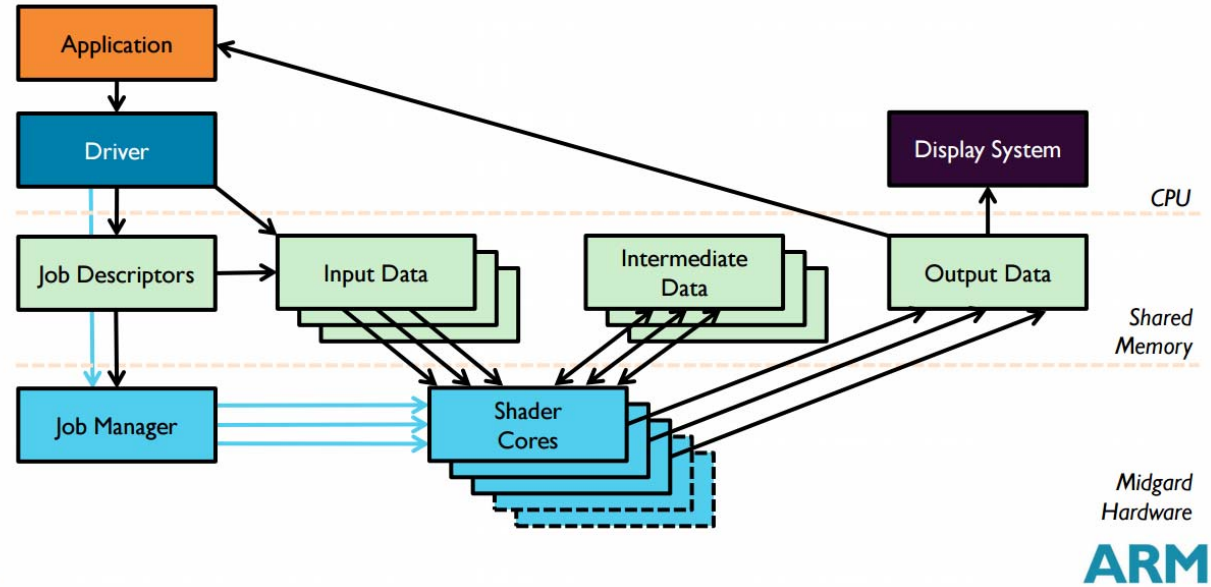 Application
Driver
Display System
CPU
Job Descriptors
Input Data
Intermediate
Data
Output Data
Shared
Memory
Job Manager
Shader
Cores
Midgard
Hardware
ARM